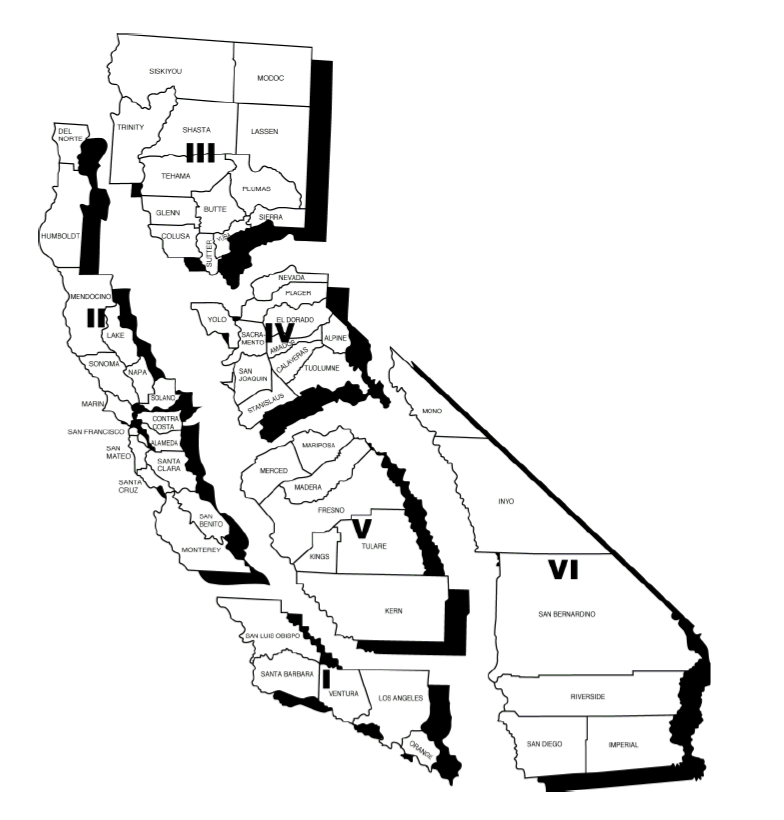 SISKIYOU
MODOC
DEL
NORTE
TRINITY
SHASTA
LASSEN
III
TEHAMA
PLUMAS
HUMBOLDT
GLENN
BUTTE
SIERRA
COLUSA
SUTTER
YUBA
MENDOCINO
II
LAKE
SONOMA
NAPA
SOLANO
MARIN
CONTRA
COSTA
SAN FRANCISCO
ALAMEDA
SAN
MATEO
SANTA
CLARA
SANTA
CRUZ
SAN
BENITO
MONTEREY
NEVADA
PLACER
YOLO
EL DORADO
IV
SACRA-
MENTO
AMADOR
ALPINE
CALAVERAS
SAN
JOAQUIN
TUOLUMNE
STANISLAUS
MARIPOSA
MERCED
MADERA
FRESNO
V
KINGS
TULARE
KERN
SAN LUIS OBISPO
SANTA BARBARA
I
VENTURA
LOS ANGELES
ORANGE
MONO
INYO
VI
SAN BERNARDINO
RIVERSIDE
SAN DIEGO
IMPERIAL